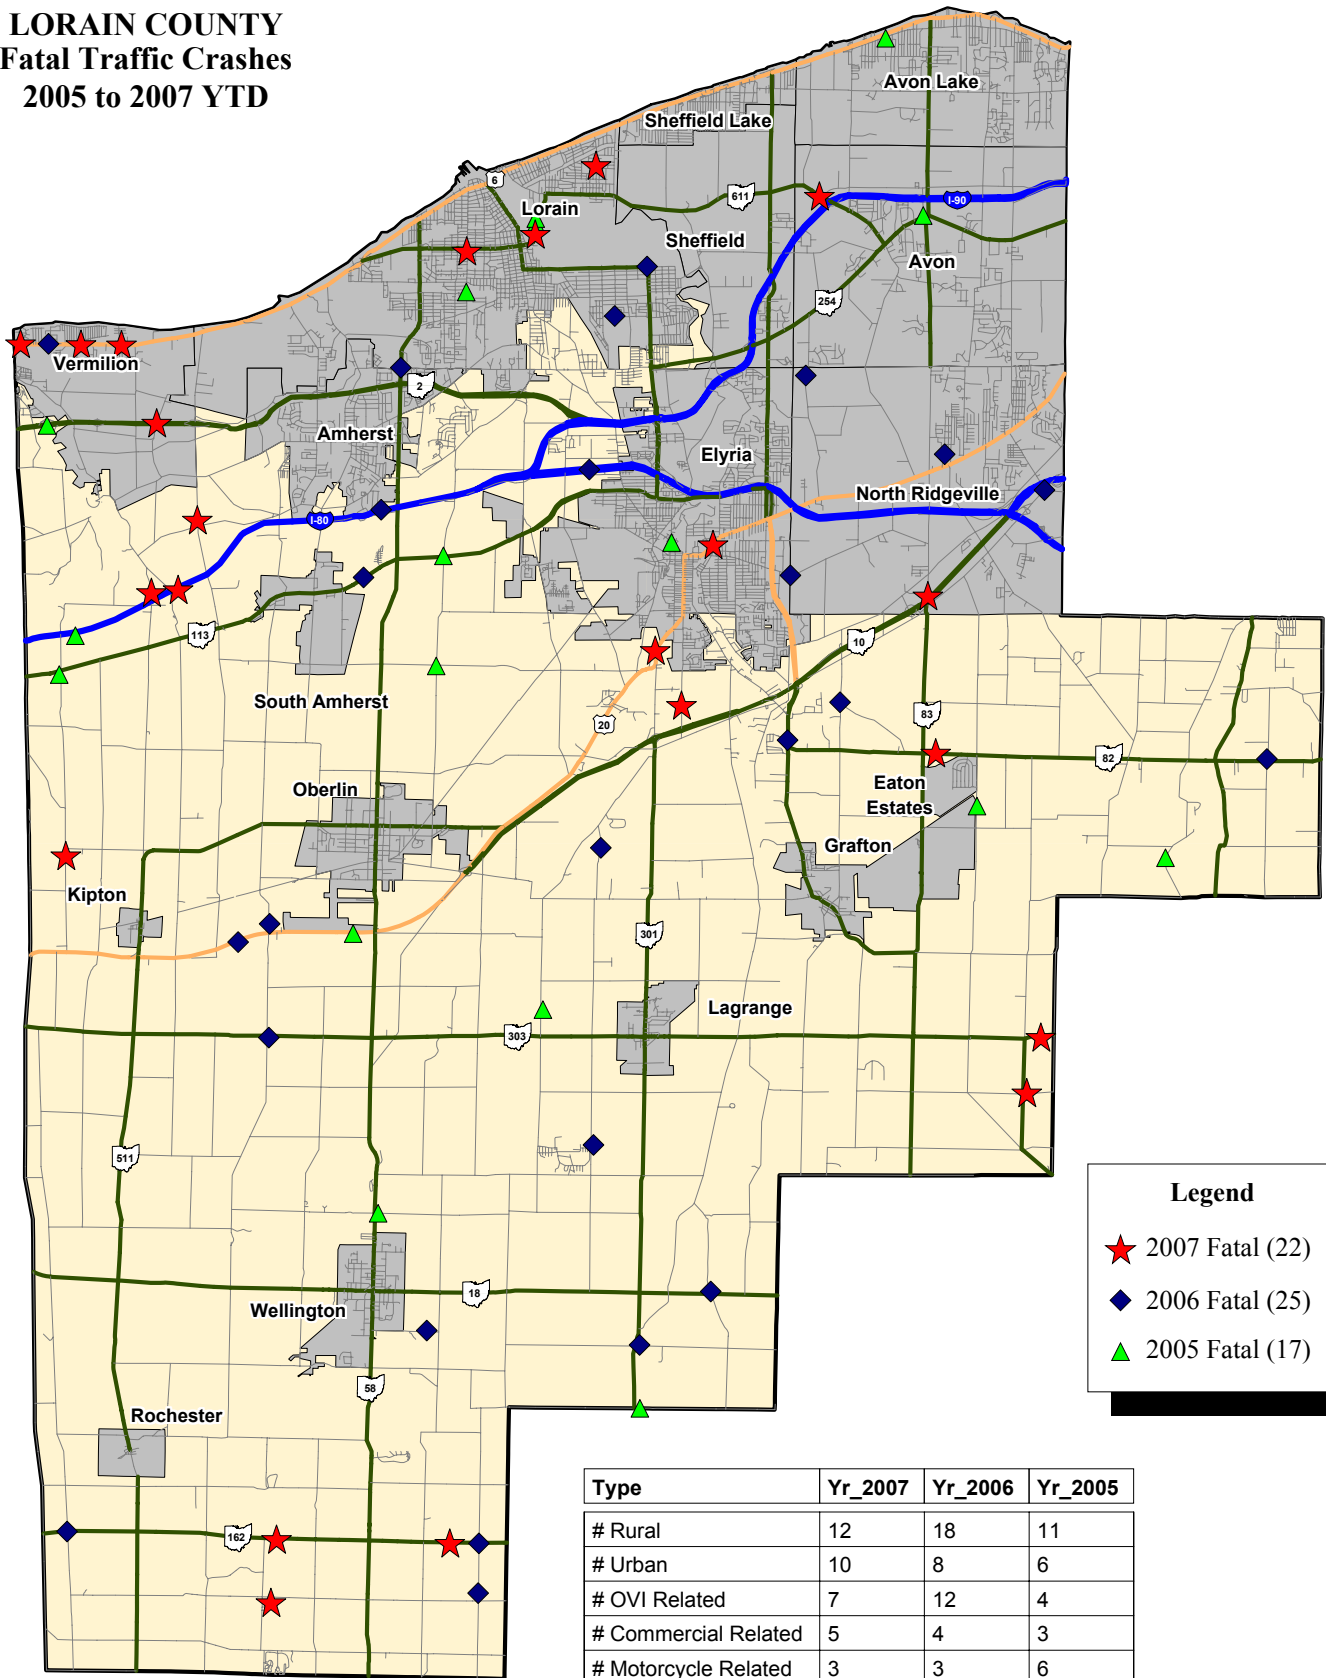 LORAIN COUNTY
Fatal Traffic Crashes
2005 to 2007 YTD
Avon Lake
Sheffield Lake
6
611
I-90
Lorain
Sheffield
Avon
254
Vermilion
2
Amherst
Elyria
North Ridgeville
I-80
113
10
South Amherst
20
83
82
Oberlin
Eaton
Estates
Grafton
Kipton
301
Lagrange
303
511
18
Wellington
58
Rochester
162
Legend
2007 Fatal (22)
2006 Fatal (25)
2005 Fatal (17)
Type Yr_2007 Yr_2006 Yr_2005
# Rural 12 18 11
# Urban 10 8 6
# OVI Related 7 12 4
# Commercial Related 5 4 3
# Motorcycle Related 3 3 6